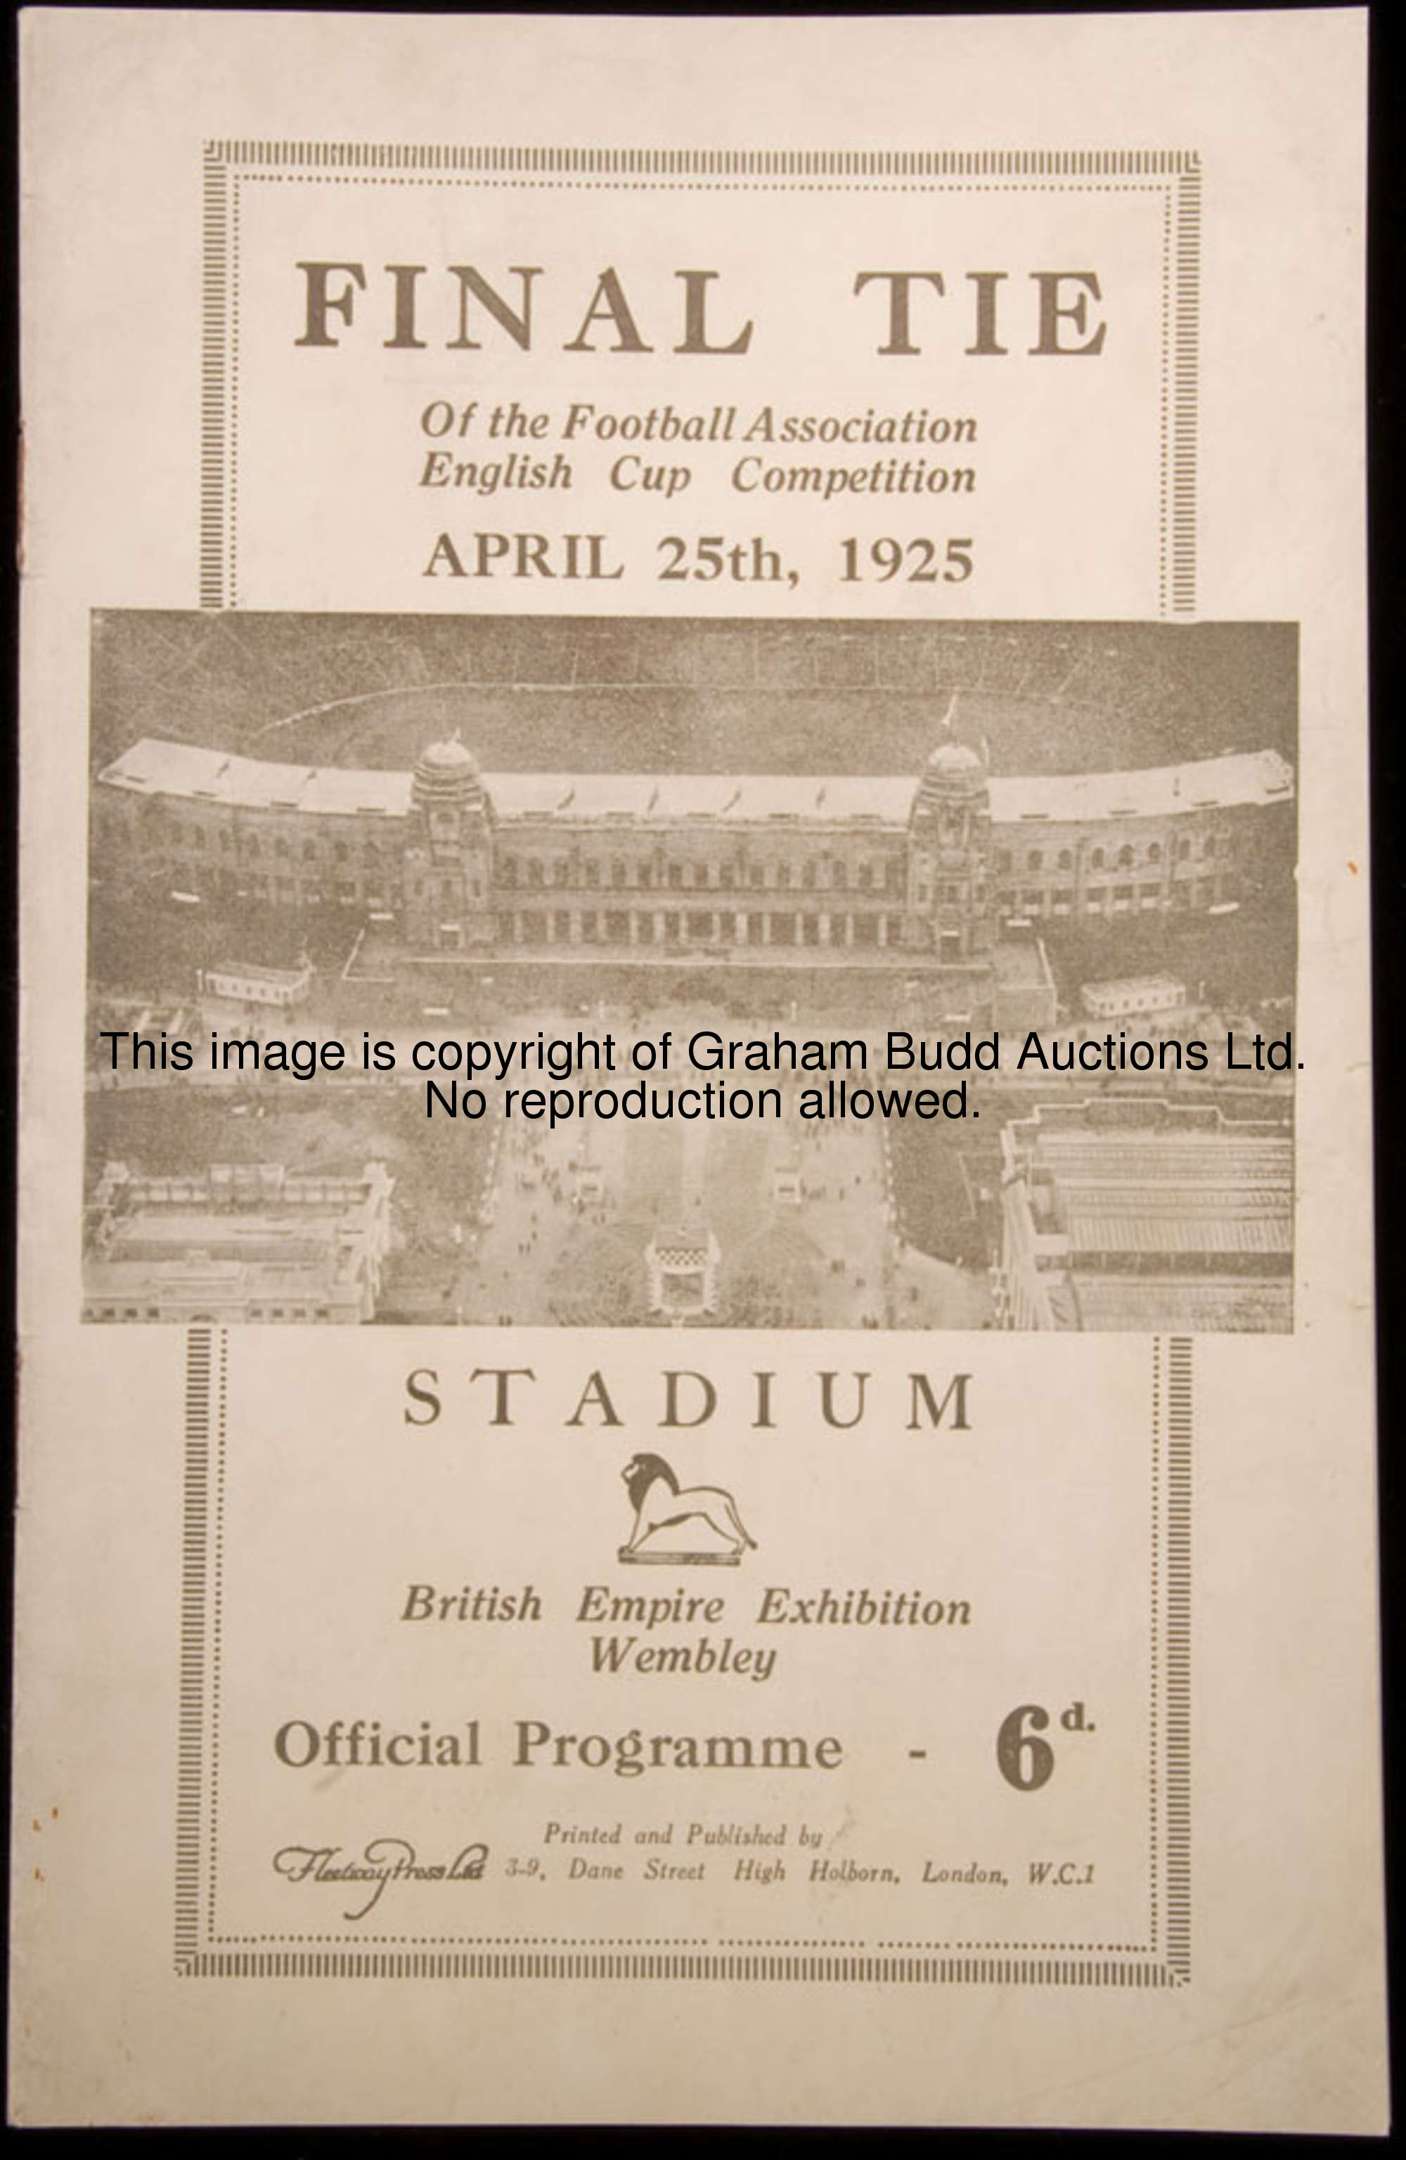 FINAL TIE
Of the Football Association
English Cup Competition
APRIL 25th, 1925
This image is copyright of Graham Budd Auctions Ltd.
No reproduction allowed.
STADIUM
British Empire Exhibition
Wembley
Official Programme - 6d.
Printed and Published by
Fleetway Press Ltd 3-9, Dane Street High Holborn, London, W.C.1